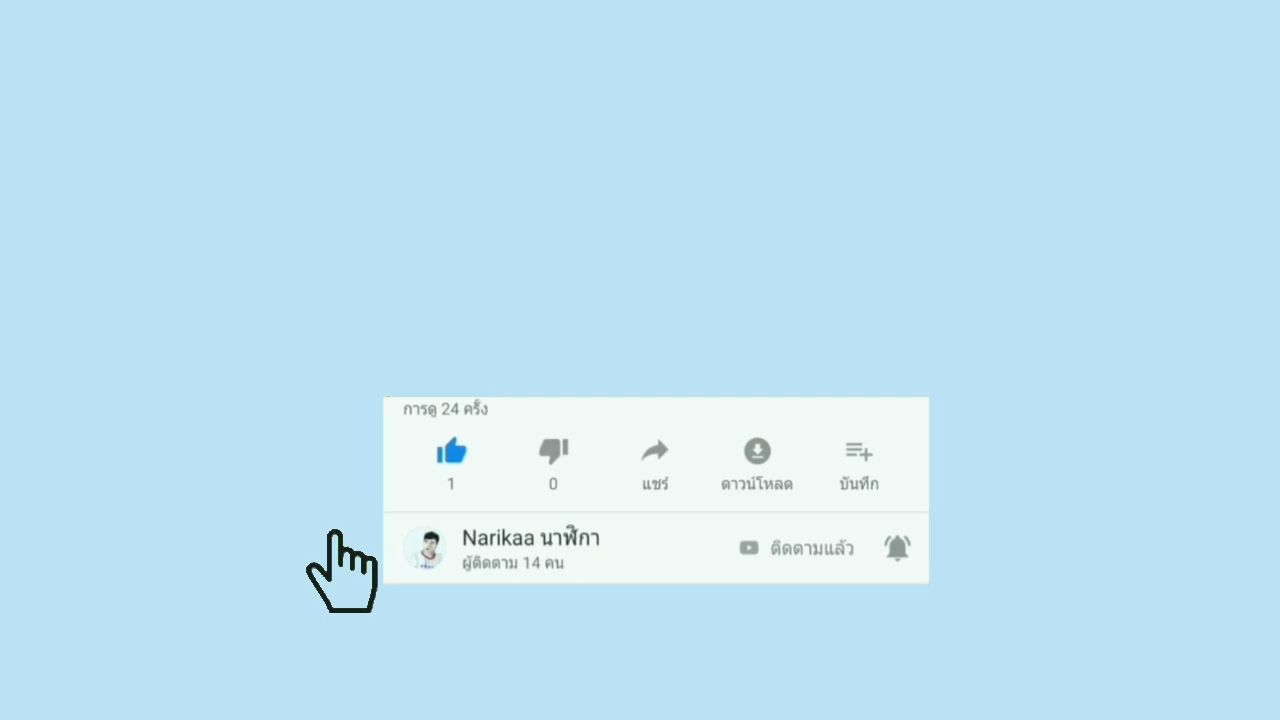 การดู 24 ครั้ง
1 0 แชร์ ดาวน์โหลด บันทึก
Narikaa นาฬิกา
ผู้ติดตาม 14 คน
ติดตามแล้ว